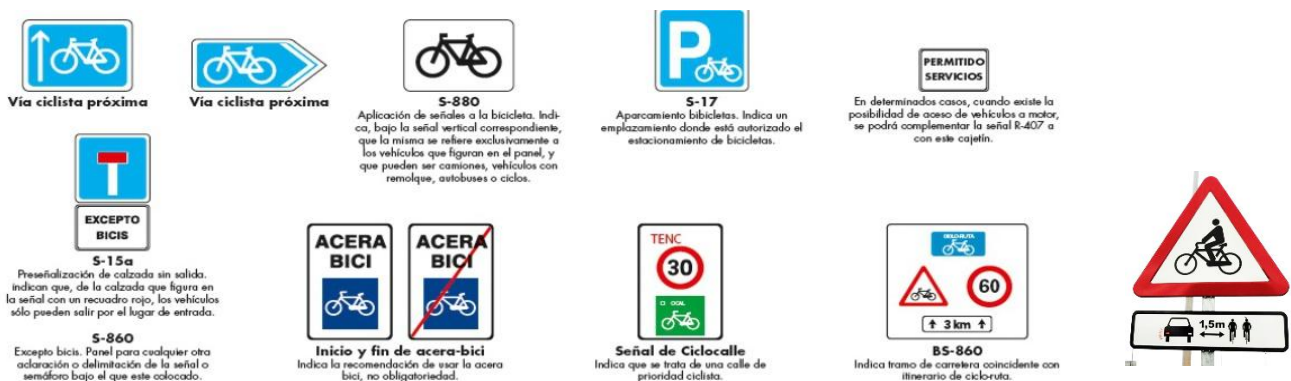 Vía ciclista próxima
Vía ciclista próxima
S-880
Aplicación de señales a la bicicleta. Indi-
ca, bajo la señal vertical correspondiente,
que la misma se refiere exclusivamente a
los vehículos que figuran en el panel, y
que pueden ser camiones, vehículos con
remolque, autobuses o ciclos.
P
S-17
Aparcamiento bibicletas. Indica un
emplazamiento donde está autorizado el
estacionamiento de bicicletas.
PERMITIDO
SERVICIOS
En determinados casos, cuando existe la
posibilidad de aceso de vehículos a motor,
se podrá complementar la señal R-407 a
con este cajetín.
EXCEPTO
BICIS
S-15a
Preseñalización de calzada sin salida.
indican que, de la calzada que figura en
la señal con un recuadro rojo, los vehículos
sólo pueden salir por el lugar de entrada.
S-860
Excepto bicis. Panel para cualquier otra
aclaración o delimitación de la señal o
semáforo bajo el que este colocado.
ACERA
BICI
ACERA
BICI
Inicio y fin de acera-bici
Indica la recomendación de usar la acera
bici, no obligatoriedad.
TENC
30
OCAL
Señal de Ciclocalle
Indica que se trata de una calle de
prioridad ciclista.
CICLO-RUTA
60
3 km
BS-860
Indica tramo de carretera coincidente con
itinerario de ciclo-ruta.
1,5m